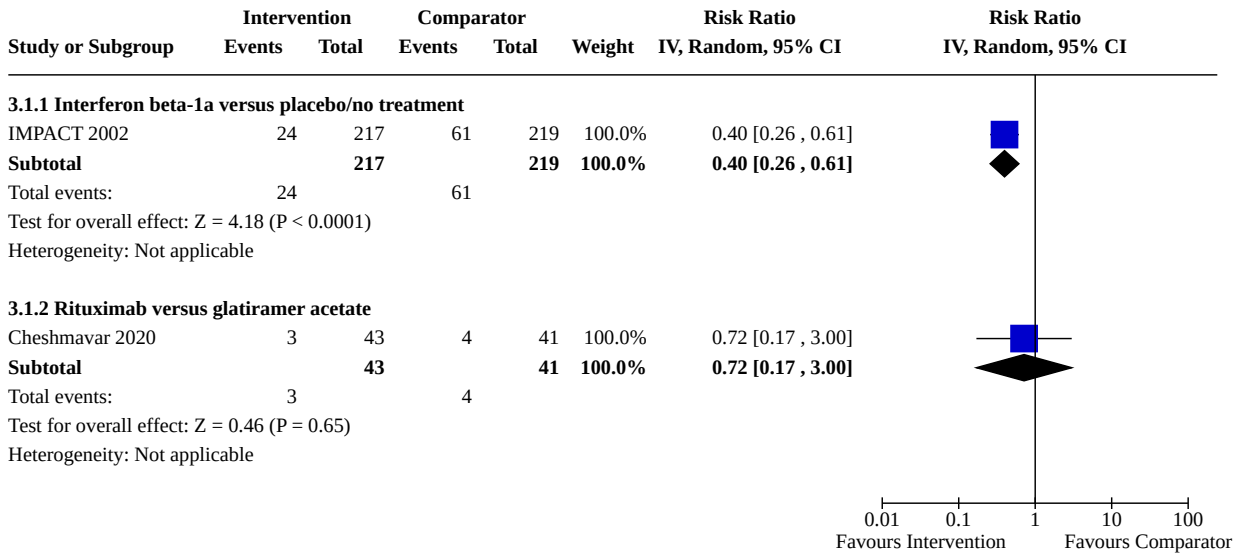 Intervention Comparator Risk Ratio Risk Ratio
Study or Subgroup Events Total Events Total Weight IV, Random, 95% CI IV, Random, 95% CI
3.1.1 Interferon beta-1a versus placebo/no treatment
IMPACT 2002 24 217 61 219 100.0% 0.40 [0.26 , 0.61]
Subtotal 217 219 100.0% 0.40 [0.26 , 0.61]
Total events: 24 61
Test for overall effect: Z = 4.18 (P < 0.0001)
Heterogeneity: Not applicable
3.1.2 Rituximab versus glatiramer acetate
Cheshmavar 2020 3 43 4 41 100.0% 0.72 [0.17 , 3.00]
Subtotal 43 41 100.0% 0.72 [0.17 , 3.00]
Total events: 3 4
Test for overall effect: Z = 0.46 (P = 0.65)
Heterogeneity: Not applicable
0.01 0.1 1 10 100
Favours Intervention Favours Comparator